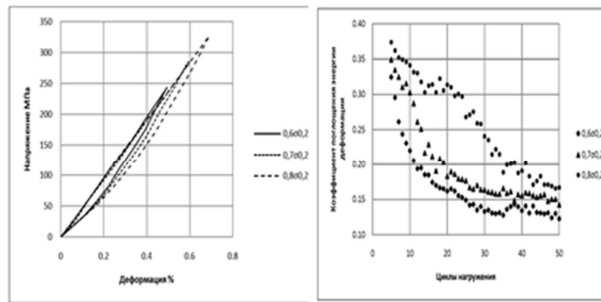 350
300
250
200
150
100
50
0
0
0.2
0.4
0.6
0.8
Напряжение МПа
Деформация %
0,6σ0,2
0,7σ0,2
0,8σ0,2
0.40
0.35
0.30
0.25
0.20
0.15
0.10
0
10
20
30
40
50
Коэффициент поглощения энергии
деформации
Циклы нагружения
0,6σ0,2
0,7σ0,2
0,8σ0,2